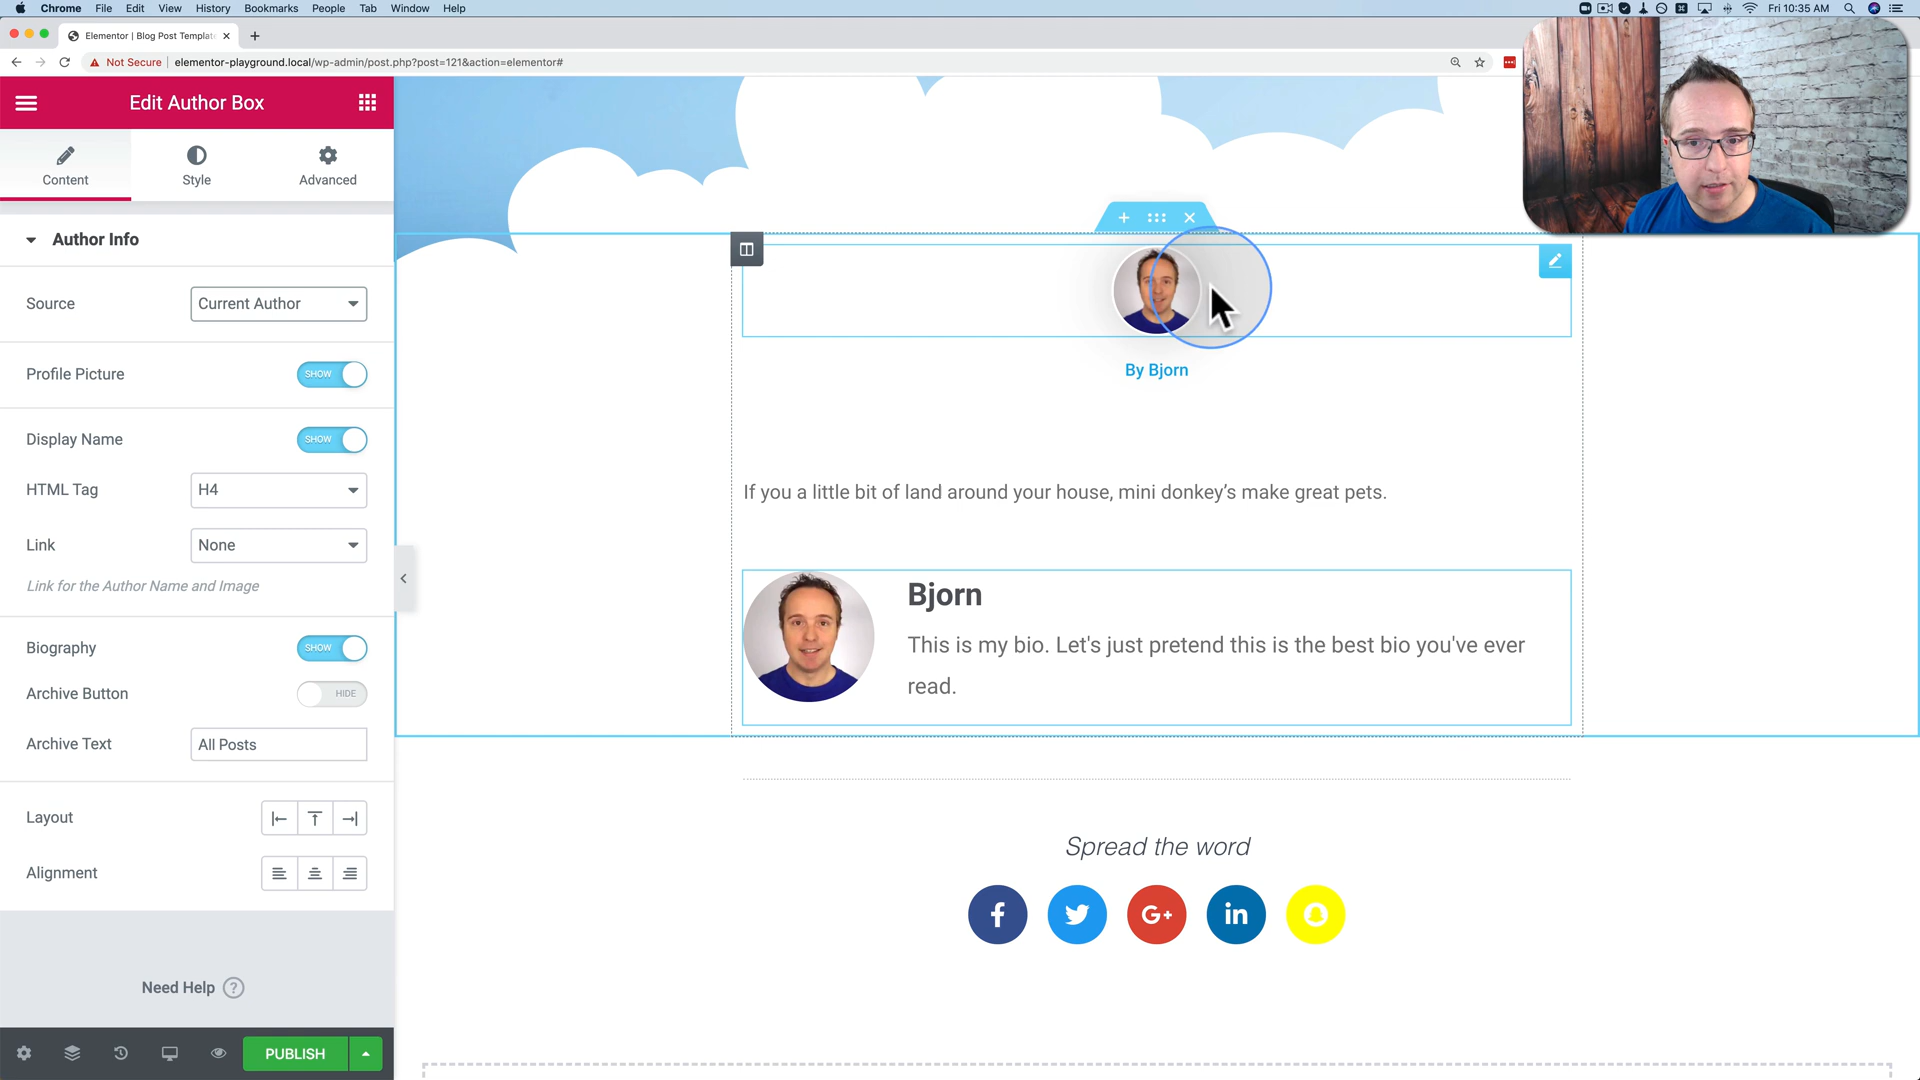 Chrome File Edit View History Bookmarks People Tab Window Help
Fri 10:35 AM
Elementor | Blog Post Templat
Not Secure elementor-playground.local/wp-admin/post.php?post=121&action=elementor#
Edit Author Box
Content Style Advanced
Author Info
Source Current Author
Profile Picture SHOW
Display Name SHOW
HTML Tag H4
Link None
Link for the Author Name and Image
Biography SHOW
Archive Button HIDE
Archive Text All Posts
Layout
Alignment
Need Help ?
PUBLISH
By Bjorn
If you a little bit of land around your house, mini donkey’s make great pets.
Bjorn
This is my bio. Let's just pretend this is the best bio you've ever
read.
Spread the word
f G+ in